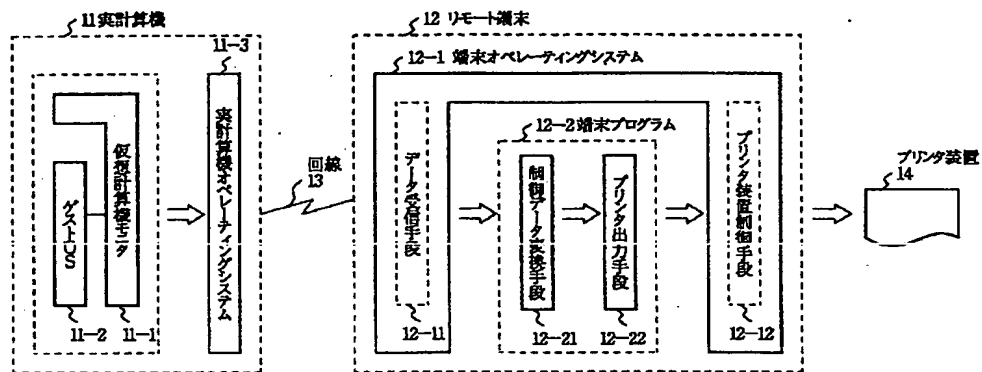 11 実計算機
11-3
実計算機オペレーティングシステム
仮想計算機モニタ
ゲストOS
11-2
11-1
回線
13
12 リモート端末
12-1 端末オペレーティングシステム
データ受信手段
12-11
12-2 端末プログラム
制御データ変換手段
12-21
プリンタ出力手段
12-22
プリンタ装置制御手段
12-12
プリンタ装置
14